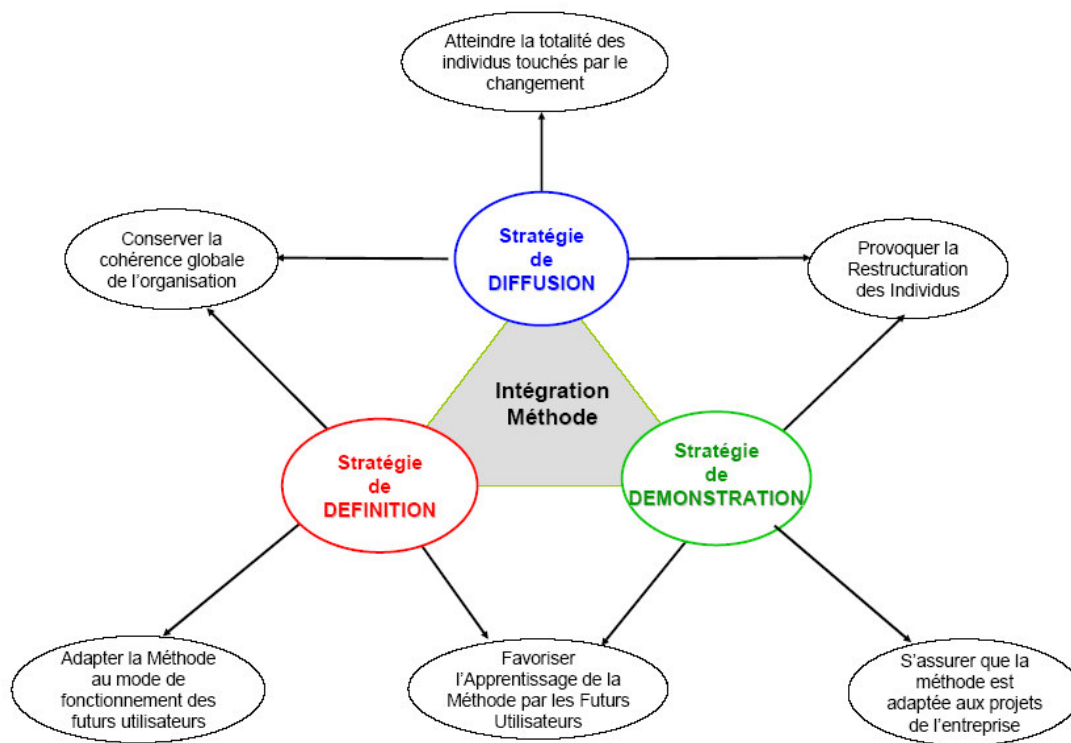 Atteindre la totalité des
individus touchés par le
changement
Conserver la
cohérence globale
de l'organisation
Stratégie
de
DIFFUSION
Provoquer la
Restructuration
des Individus
Intégration
Méthode
Stratégie
de
DEFINITION
Stratégie
de
DEMONSTRATION
Adapter la Méthode
au mode de
fonctionnement des
futurs utilisateurs
Favoriser
l'Apprentissage de la
Méthode par les Futurs
Utilisateurs
S'assurer que la
méthode est
adaptée aux projets
de l'entreprise